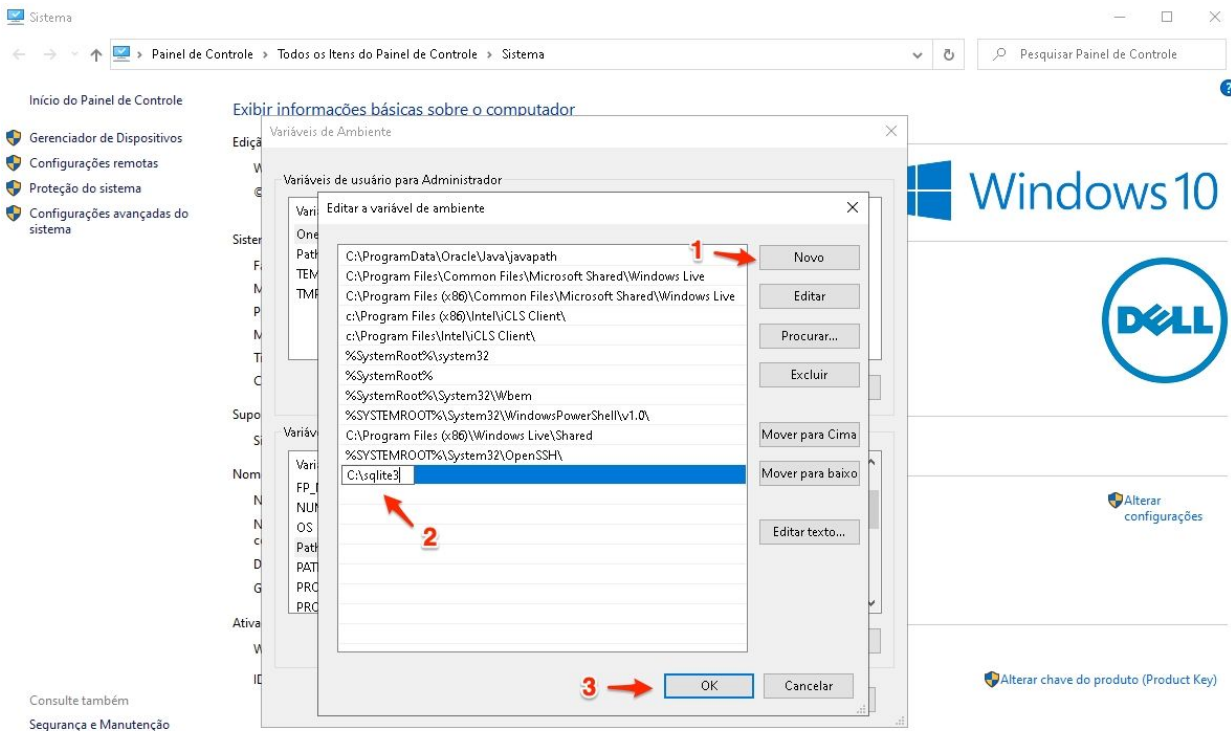 Sistema
Painel de Controle > Todos os Itens do Painel de Controle > Sistema
Pesquisar Painel de Controle
Início do Painel de Controle
Gerenciador de Dispositivos
Configurações remotas
Proteção do sistema
Configurações avançadas do
sistema
Consulte também
Segurança e Manutenção
Exibir informações básicas sobre o computador
Variáveis de Ambiente
Variáveis de usuário para Administrador
Editar a variável de ambiente
C:\ProgramData\Oracle\Java\javapath
C:\Program Files\Common Files\Microsoft Shared\Windows Live
C:\Program Files (x86)\Common Files\Microsoft Shared\Windows Live
c:\Program Files (x86)\Intel\iCLS Client\
c:\Program Files\Intel\iCLS Client\
%SystemRoot%\system32
%SystemRoot%
%SystemRoot%\System32\Wbem
%SYSTEMROOT%\System32\WindowsPowerShell\v1.0\
C:\Program Files (x86)\Windows Live\Shared
%SYSTEMROOT%\System32\OpenSSH\
C:\sqlite3
1
2
3
Novo
Editar
Procurar...
Excluir
Mover para Cima
Mover para baixo
Editar texto...
OK
Cancelar
OS
Windows 10
DELL
Alterar
configurações
Alterar chave do produto (Product Key)